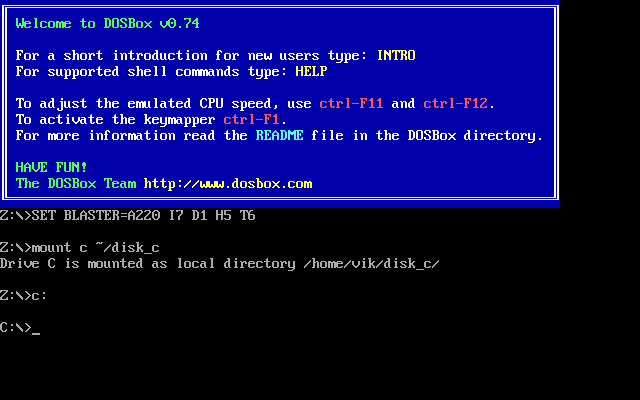 Welcome to DOSBox v0.74
For a short introduction for new users type: INTRO
For supported shell commands type: HELP
To adjust the emulated CPU speed, use ctrl-F11 and ctrl-F12.
To activate the keymapper ctrl-F1.
For more information read the README file in the DOSBox directory.
HAVE FUN!
The DOSBox Team http://www.dosbox.com
Z:\>SET BLASTER=A220 I7 D1 H5 T6
Z:\>mount c ~/disk_c
Drive C is mounted as local directory /home/vik/disk_c/
Z:\>c:
C:\>_